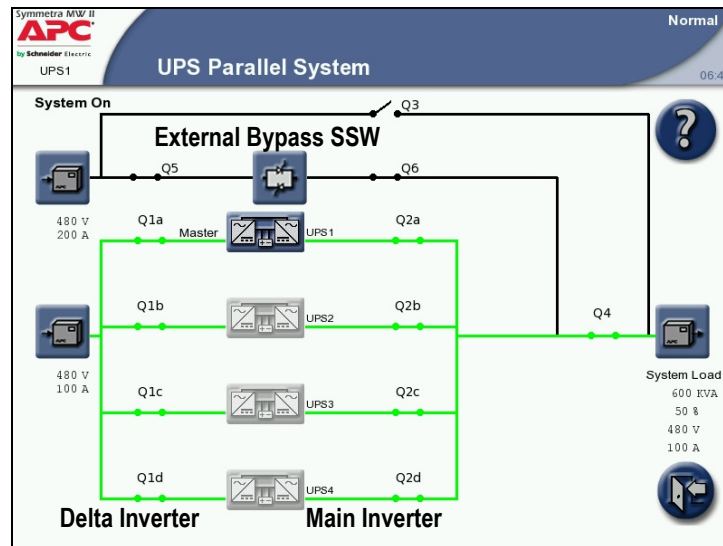 Symmetra MW II
APC
by Schneider Electric
UPS1
UPS Parallel System
Normal
06:4
System On
Q3
External Bypass SSW
Q5
Q6
480 V
200 A
Q1a
Master
UPS1
Q2a
Q1b
UPS2
Q2b
Q4
480 V
100 A
System Load
600 KVA
50 %
480 V
100 A
Q1c
UPS3
Q2c
Q1d
UPS4
Q2d
Delta Inverter
Main Inverter